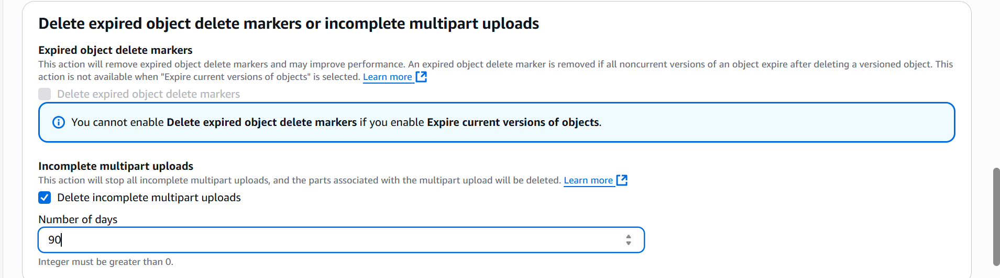 Delete expired object delete markers or incomplete multipart uploads
Expired object delete markers
This action will remove expired object delete markers and may improve performance. An expired object delete marker is removed if all noncurrent versions of an object expire after deleting a versioned object. This
action is not available when "Expire current versions of objects" is selected. Learn more
Delete expired object delete markers
You cannot enable Delete expired object delete markers if you enable Expire current versions of objects.
Incomplete multipart uploads
This action will stop all incomplete multipart uploads, and the parts associated with the multipart upload will be deleted. Learn more
Delete incomplete multipart uploads
Number of days
90
Integer must be greater than 0.